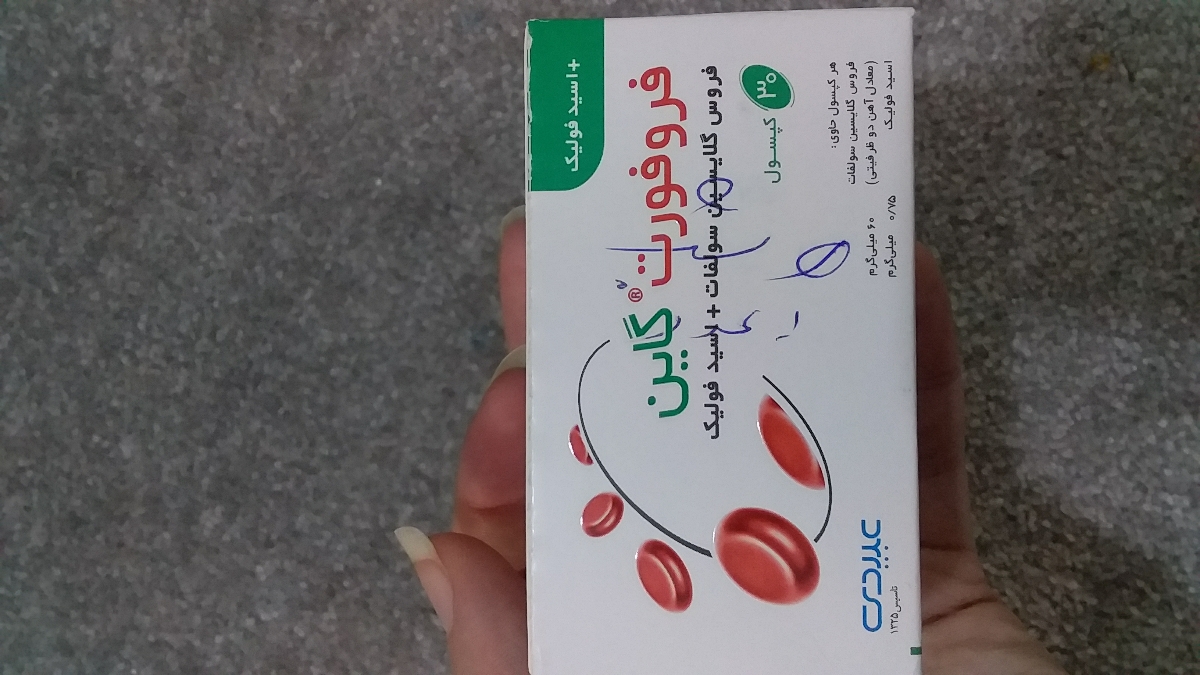 +اسید فولیک
فروفورت® گاین
فروس گلایسین سولفات + اسید فولیک
۳۰ کپسول
هر کپسول حاوی:
فروس گلایسین سولفات
(معادل آهن دو ظرفیتی) ۶۰ میلی‌گرم
اسید فولیک ۰/۷۵ میلی‌گرم
عبیدی
تاسیس ۱۳۲۵